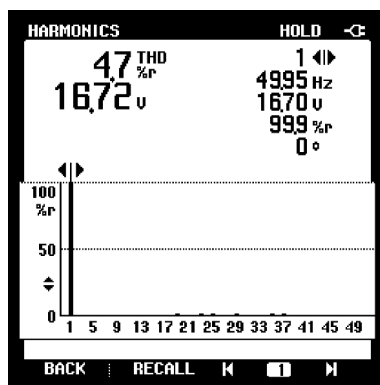 HARMONICS HOLD
4.7 THD %r
16.72 V
1
49.95 Hz
16.70 V
99.9 %r
0 °
100
%r
50
0
1 5 9 13 17 21 25 29 33 37 41 45 49
BACK RECALL 1